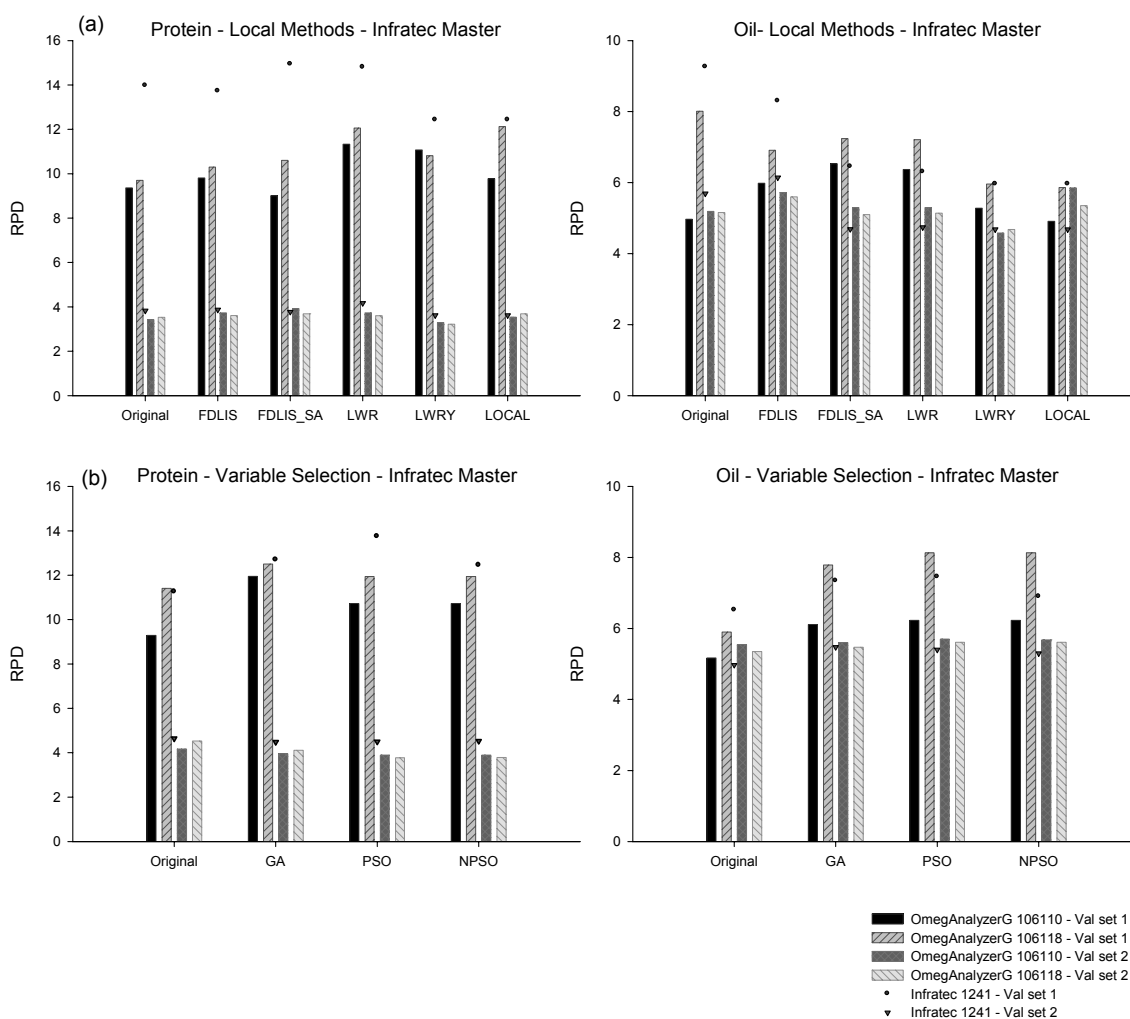 (a)
Protein - Local Methods - Infratec Master
RPD
16
14
12
10
8
6
4
2
0
Original FDLIS FDLIS_SA LWR LWRY LOCAL
Oil- Local Methods - Infratec Master
RPD
10
8
6
4
2
0
Original FDLIS FDLIS_SA LWR LWRY LOCAL
(b)
Protein - Variable Selection - Infratec Master
RPD
16
14
12
10
8
6
4
2
0
Original GA PSO NPSO
Oil - Variable Selection - Infratec Master
RPD
10
8
6
4
2
0
Original GA PSO NPSO
OmegAnalyzerG 106110 - Val set 1
OmegAnalyzerG 106118 - Val set 1
OmegAnalyzerG 106110 - Val set 2
OmegAnalyzerG 106118 - Val set 2
Infratec 1241 - Val set 1
Infratec 1241 - Val set 2